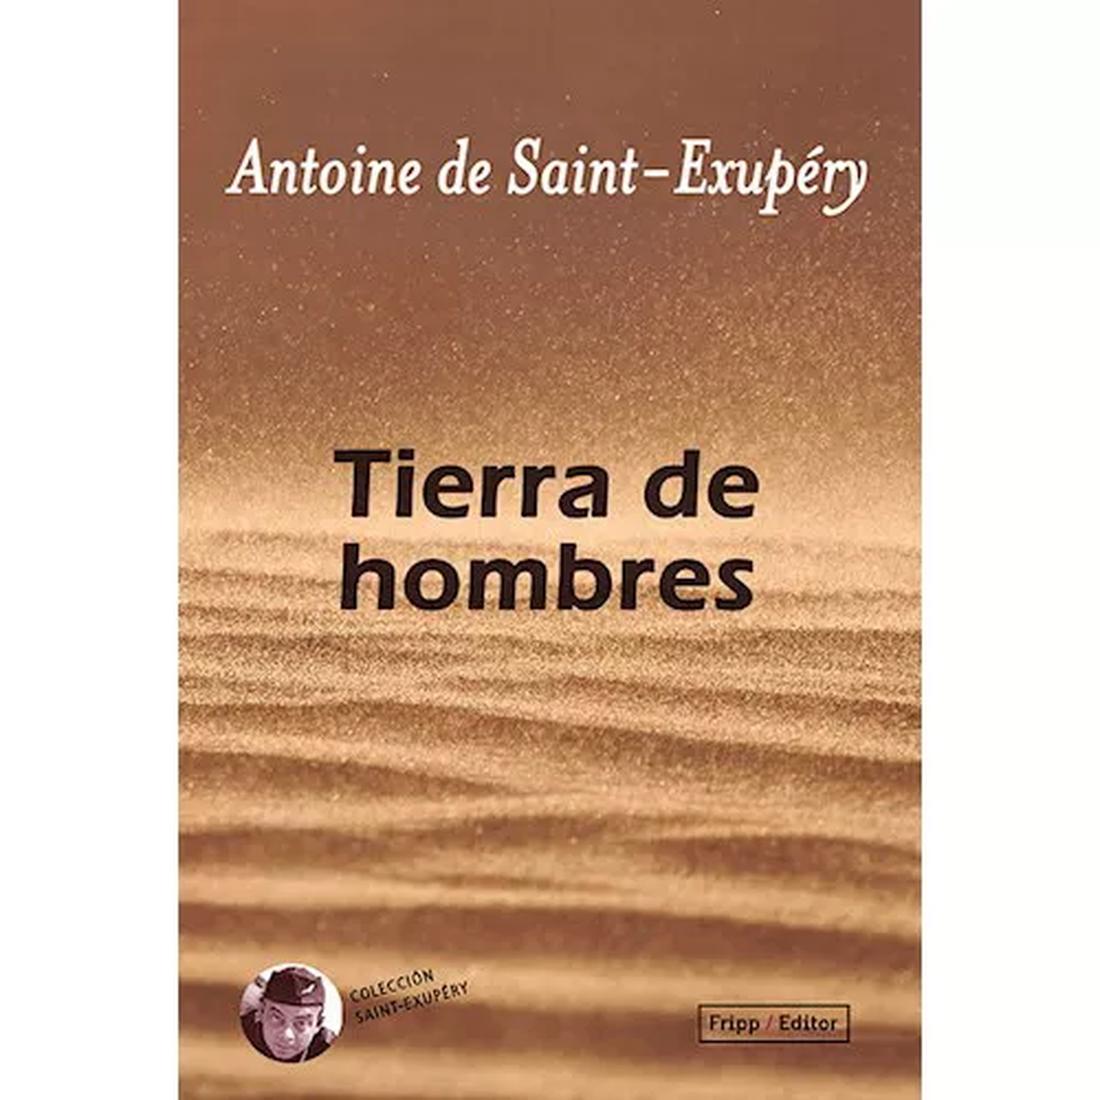 Antoine de Saint-Exupéry
Tierra de
hombres
COLECCIÓN
SAINT-EXUPÉRY
Fripp / Editor